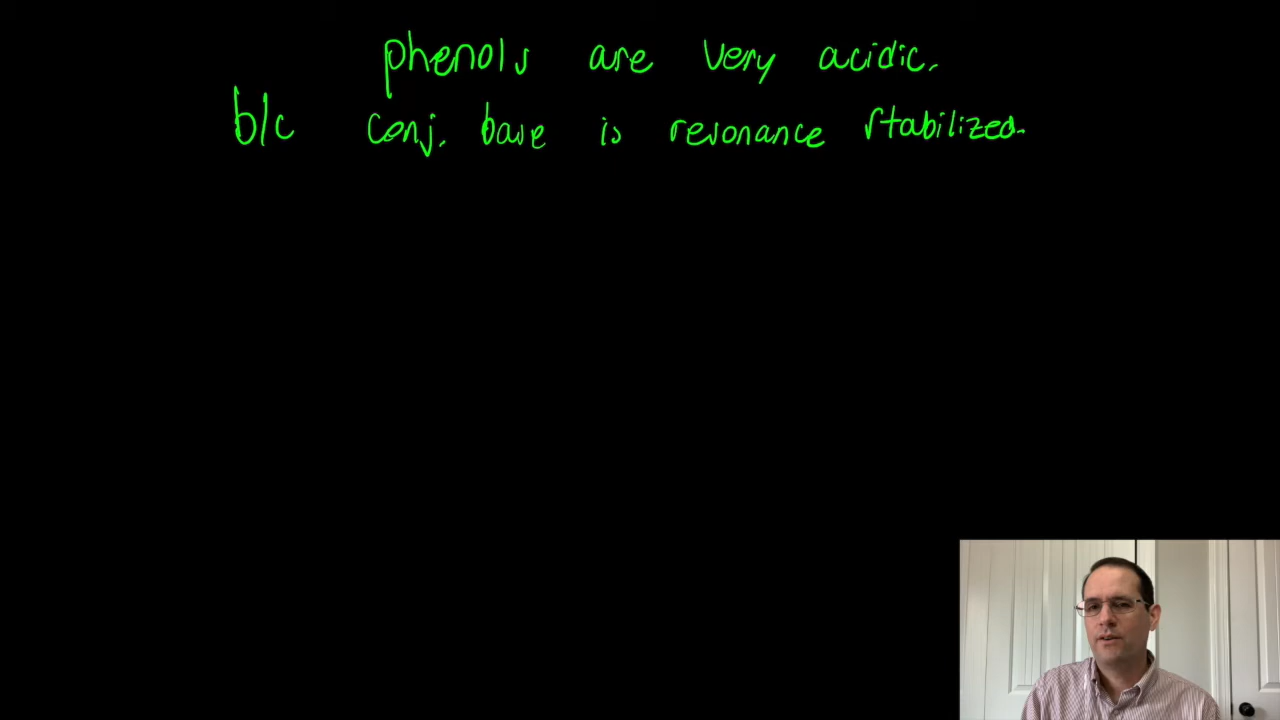 phenols are very acidic.
b/c conj. base is resonance stabilized.